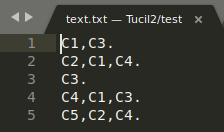 text.txt — Tucil2/test ×
1 C1,C3.
2 C2,C1,C4.
3 C3.
4 C4,C1,C3.
5 C5,C2,C4.